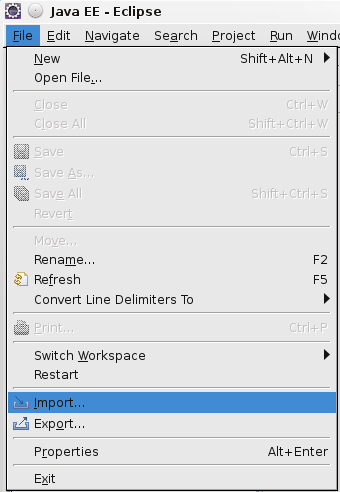 Java EE - Eclipse
File Edit Navigate Search Project Run Windo
New Shift+Alt+N
Open File...
Close Ctrl+W
Close All Shift+Ctrl+W
Save Ctrl+S
Save As...
Save All Shift+Ctrl+S
Revert
Move...
Rename... F2
Refresh F5
Convert Line Delimiters To
Print... Ctrl+P
Switch Workspace
Restart
Import...
Export...
Properties Alt+Enter
Exit